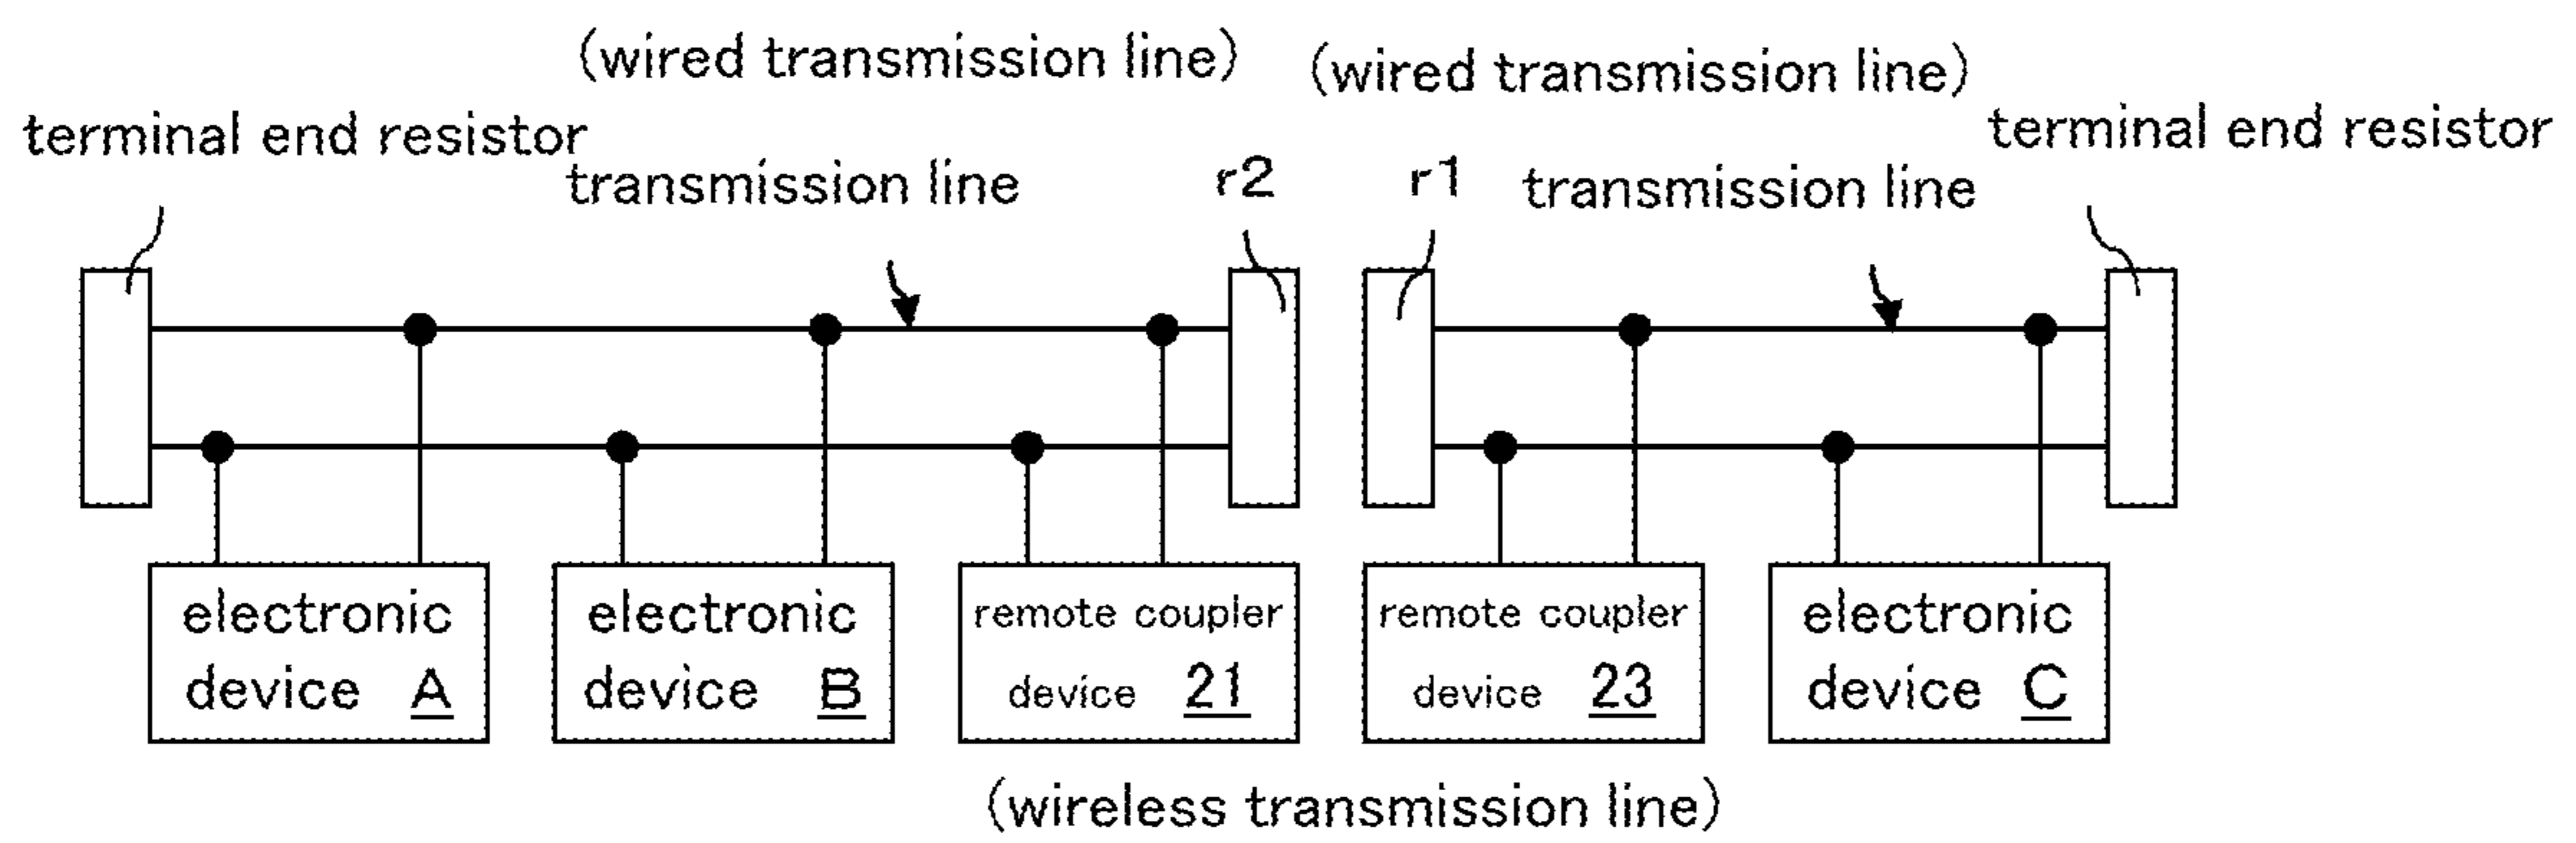 (wired transmission line)
(wired transmission line)
terminal end resistor
terminal end resistor
transmission line
r2
r1
transmission line
electronic
device A
electronic
device B
remote coupler
device 21
remote coupler
device 23
electronic
device C
(wireless transmission line)